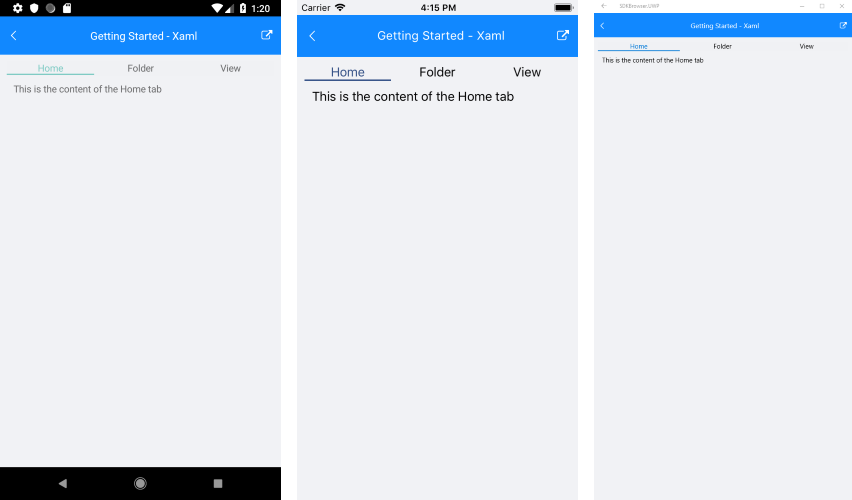 1:20
Getting Started - Xaml
Home Folder View
This is the content of the Home tab
Carrier 4:15 PM
Getting Started - Xaml
Home Folder View
This is the content of the Home tab
SDKBrowser.UWP
Getting Started - Xaml
Home Folder View
This is the content of the Home tab